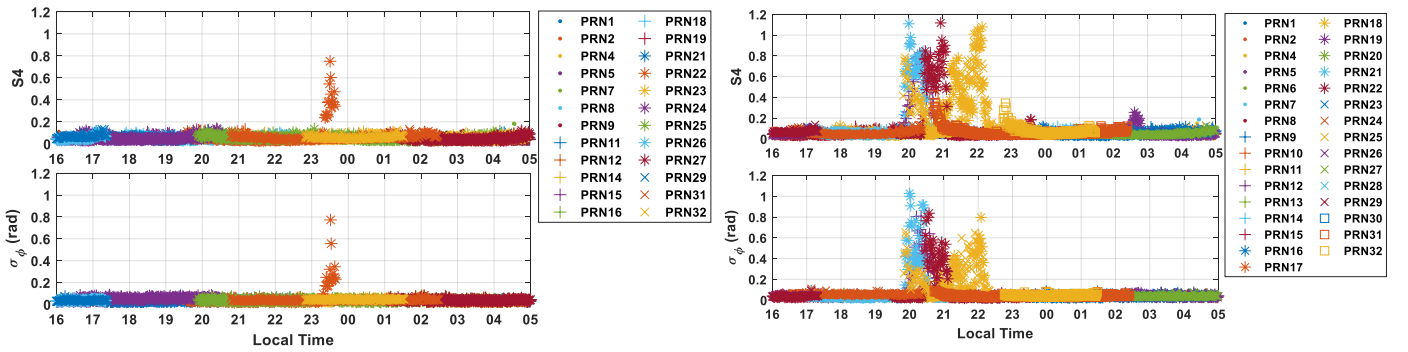 S4
1.2
1
0.8
0.6
0.4
0.2
0
16 17 18 19 20 21 22 23 00 01 02 03 04 05
σϕ (rad)
1.2
1
0.8
0.6
0.4
0.2
0
16 17 18 19 20 21 22 23 00 01 02 03 04 05
Local Time
PRN1 PRN18
PRN2 PRN19
PRN4 PRN21
PRN5 PRN22
PRN7 PRN23
PRN8 PRN24
PRN9 PRN25
PRN11 PRN26
PRN12 PRN27
PRN14 PRN29
PRN15 PRN31
PRN16 PRN32
S4
1.2
1
0.8
0.6
0.4
0.2
0
16 17 18 19 20 21 22 23 00 01 02 03 04 05
σϕ (rad)
1.2
1
0.8
0.6
0.4
0.2
0
16 17 18 19 20 21 22 23 00 01 02 03 04 05
Local Time
PRN1 PRN18
PRN2 PRN19
PRN4 PRN20
PRN5 PRN21
PRN6 PRN22
PRN7 PRN23
PRN8 PRN24
PRN9 PRN25
PRN10 PRN26
PRN11 PRN27
PRN12 PRN28
PRN13 PRN29
PRN14 PRN30
PRN15 PRN31
PRN16 PRN32
PRN17